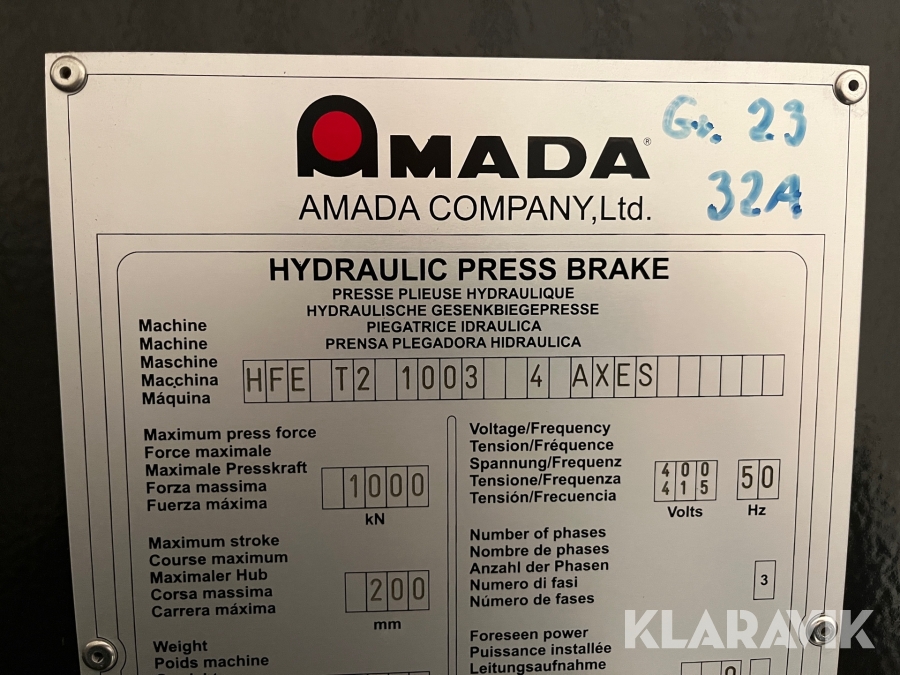 AMADA®
Gr. 23
32A
AMADA COMPANY,Ltd.
HYDRAULIC PRESS BRAKE
PRESSE PLIEUSE HYDRAULIQUE
HYDRAULISCHE GESENKBIEGEPRESSE
PIEGATRICE IDRAULICA
PRENSA PLEGADORA HIDRAULICA
Machine
Machine
Maschine
Macchina
Máquina
HFE T2 1003 4 AXES
Maximum press force
Force maximale
Maximale Presskraft
Forza massima
Fuerza máxima
1000
kN
Maximum stroke
Course maximum
Maximaler Hub
Corsa massima
Carrera máxima
200
mm
Weight
Poids machine
Voltage/Frequency
Tension/Fréquence
Spannung/Frequenz
Tensione/Frequenza
Tensión/Frecuencia
400
415
Volts
50
Hz
Number of phases
Nombre de phases
Anzahl der Phasen
Numero di fasi
Número de fases
3
Foreseen power
Puissance installée
Leitungsaufnahme
KLARAVIK